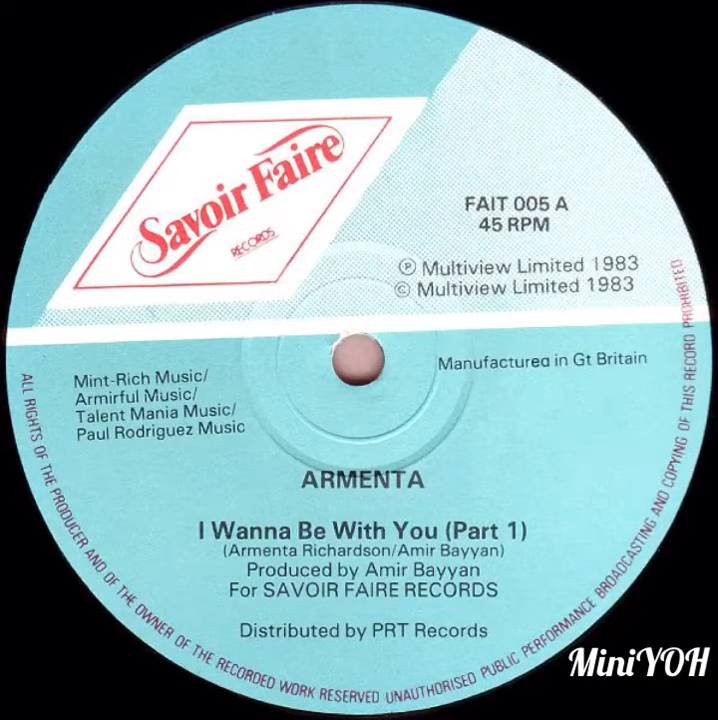 Savoir Faire
RECORDS
FAIT 005 A
45 RPM
Ⓟ Multiview Limited 1983
© Multiview Limited 1983
Mint-Rich Music/
Armirful Music/
Talent Mania Music/
Paul Rodriguez Music
Manufactured in Gt Britain
ARMENTA
I Wanna Be With You (Part 1)
(Armenta Richardson/Amir Bayyan)
Produced by Amir Bayyan
For SAVOIR FAIRE RECORDS
Distributed by PRT Records
ALL RIGHTS OF THE PRODUCER AND OF THE OWNER OF THE RECORDED WORK RESERVED UNAUTHORISED PUBLIC PERFORMANCE BROADCASTING AND COPYING OF THIS RECORD PROHIBITED
MiniYOH